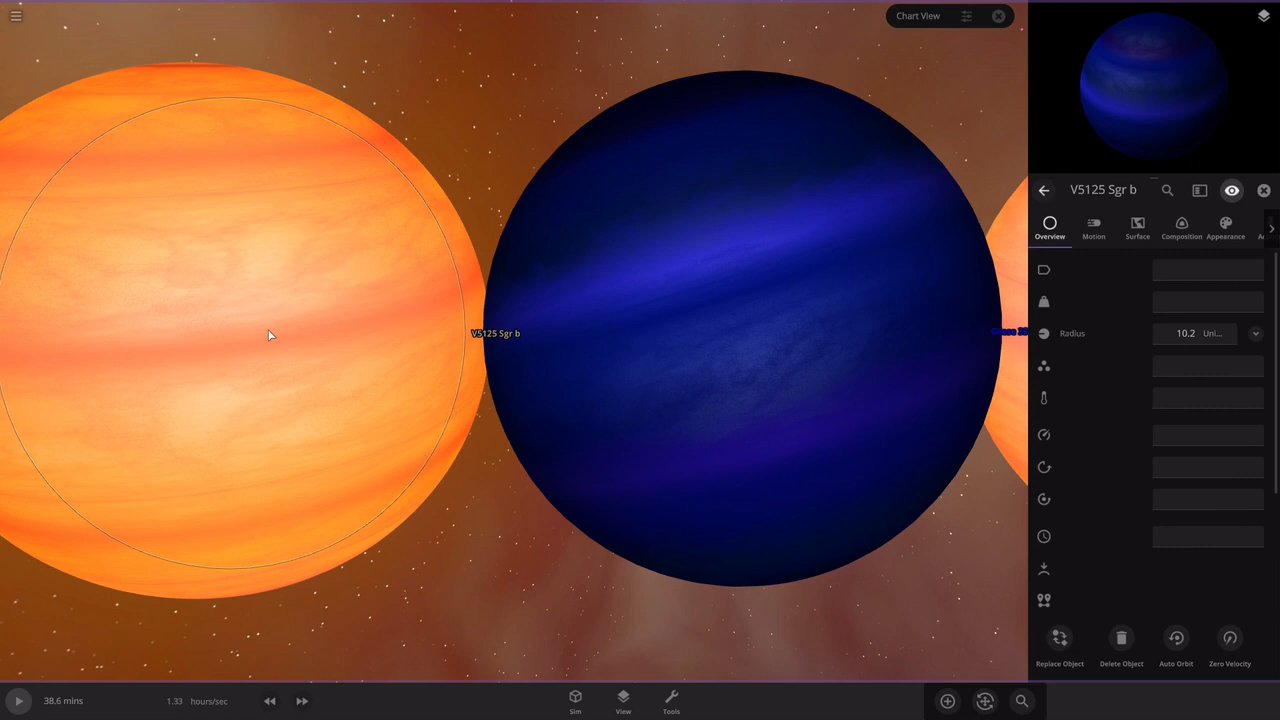 Chart View
V5125 Sgr b
V5125 Sgr b
Overview
Motion
Surface
Composition
Appearance
Radius
10.2 Uni...
Replace Object
Delete Object
Auto Orbit
Zero Velocity
38.6 mins
1.33 hours/sec
Sim
View
Tools